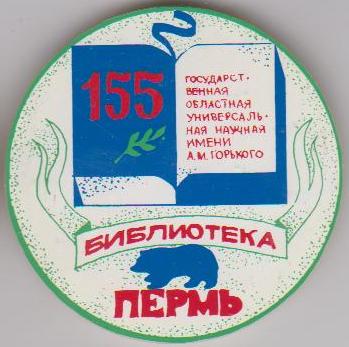 155
ГОСУДАРСТ-
ВЕННАЯ
ОБЛАСТНАЯ
УНИВЕРСАЛЬ-
НАЯ НАУЧНАЯ
ИМЕНИ
А.М.ГОРЬКОГО
БИБЛИОТЕКА
ПЕРМЬ